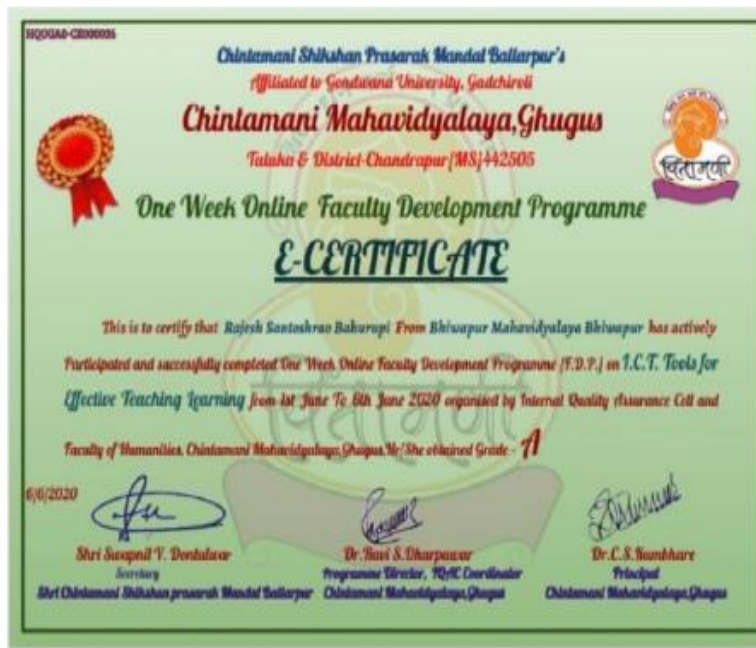 HQOGA0-CE000036
Chintamani Shikshan Prasarak Mandal Ballarpur's
Affiliated to Gondwana University, Gadchiroli
Chintamani Mahavidyalaya,Ghugus
Taluka & District-Chandrapur[MS]442505
चिंतामणी
One Week Online Faculty Development Programme
E-CERTIFICATE
This is to certify that Rajesh Santoshrao Bahurupi From Bhiwapur Mahavidyalaya Bhiwapur has actively
Participated and successfully completed One Week Online Faculty Development Programme [F.D.P.] on I.C.T. Tools for
Effective Teaching Learning from 1st June To 6th June 2020 organised by Internal Quality Assurance Cell and
Faculty of Humanities, Chintamani Mahavidyalaya,Ghugus.He/She obtained Grade - A
6/6/2020
Shri Swapnil V. Dontulwar
Dr.Ravi S.Dharpawar
Dr.C.S.Kumbhare
Secretary
Programme Director, IQAC Coordinator
Principal
Shri Chintamani Shikshan prasarak Mandal Ballarpur
Chintamani Mahavidyalaya,Ghugus
Chintamani Mahavidyalaya,Ghugus